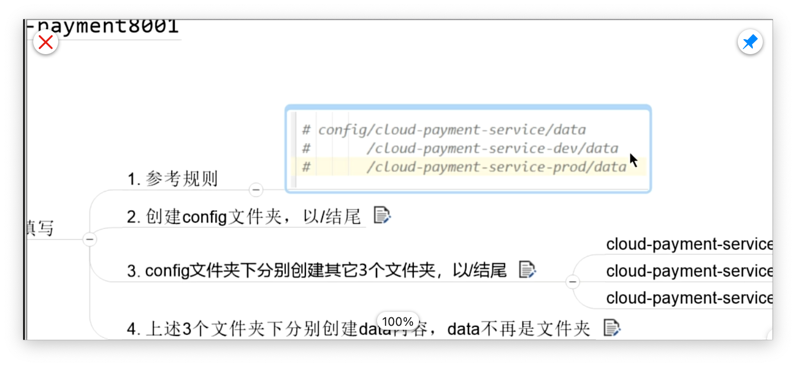 -payment8001
# config/cloud-payment-service/data
# /cloud-payment-service-dev/data
# /cloud-payment-service-prod/data
1. 参考规则
2. 创建config文件夹，以/结尾
填写
cloud-payment-service
3. config文件夹下分别创建其它3个文件夹，以/结尾
cloud-payment-service
cloud-payment-service
100%
4. 上述3个文件夹下分别创建data内容，data不再是文件夹